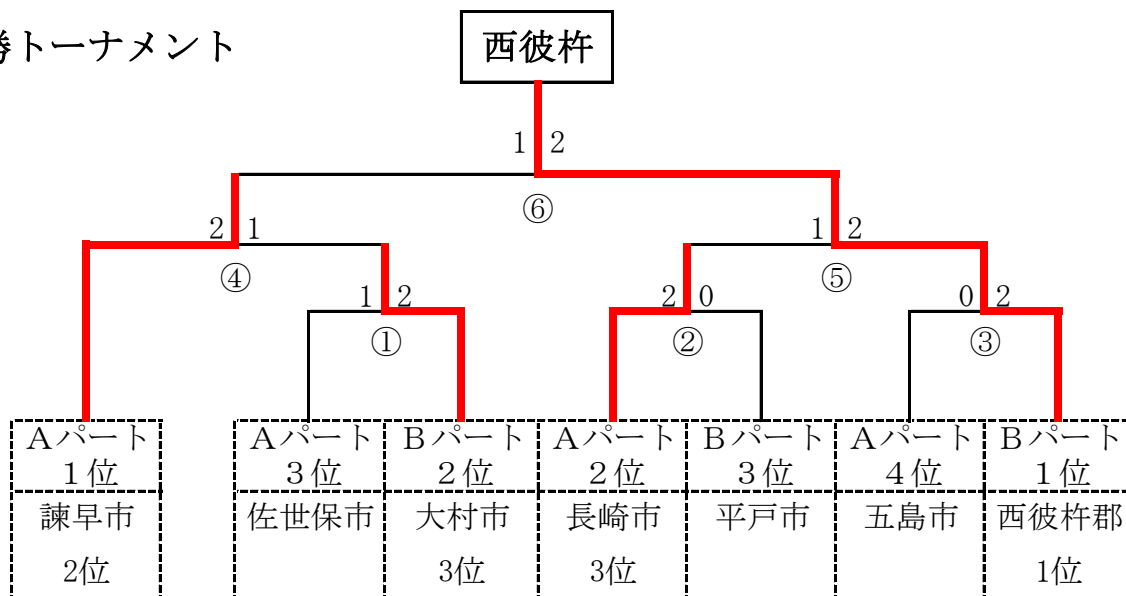 勝トーナメント
西彼杵
1 2
⑥
2 1
1 2
④
⑤
1 2
2 0
0 2
①
②
③
Aパート Aパート Bパート Aパート Bパート Aパート Bパート
1位 3位 2位 2位 3位 4位 1位
諫早市 佐世保市 大村市 長崎市 平戸市 五島市 西彼杵郡
2位 3位 3位 1位